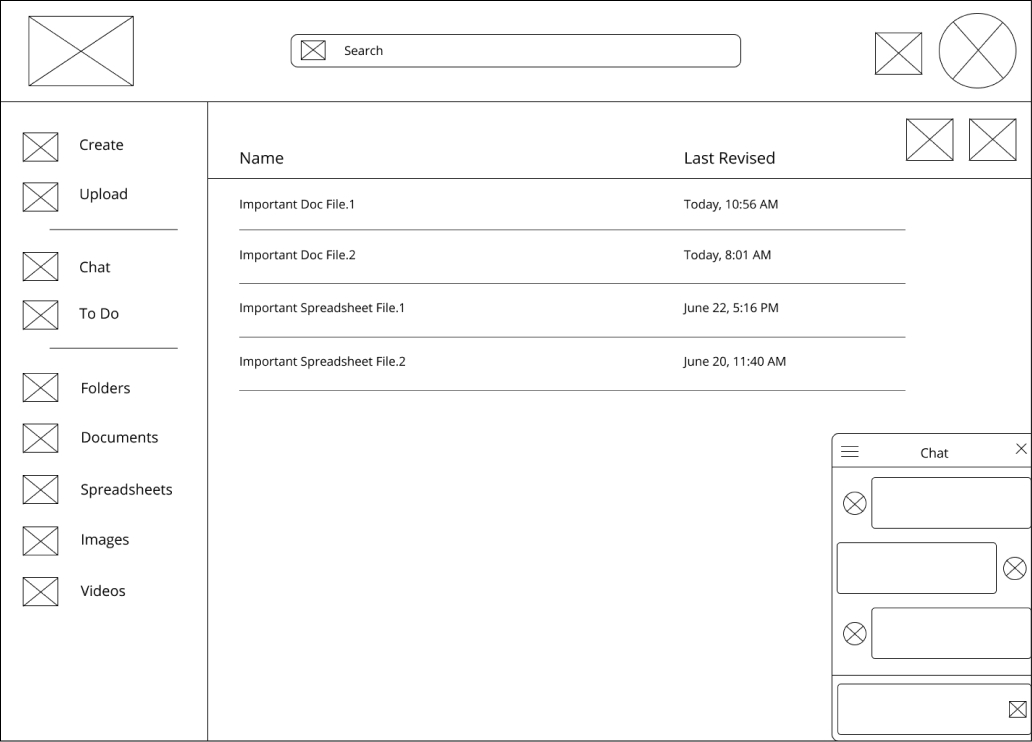 Search
Create
Upload
Chat
To Do
Folders
Documents
Spreadsheets
Images
Videos
Name Last Revised
Important Doc File.1 Today, 10:56 AM
Important Doc File.2 Today, 8:01 AM
Important Spreadsheet File.1 June 22, 5:16 PM
Important Spreadsheet File.2 June 20, 11:40 AM
Chat